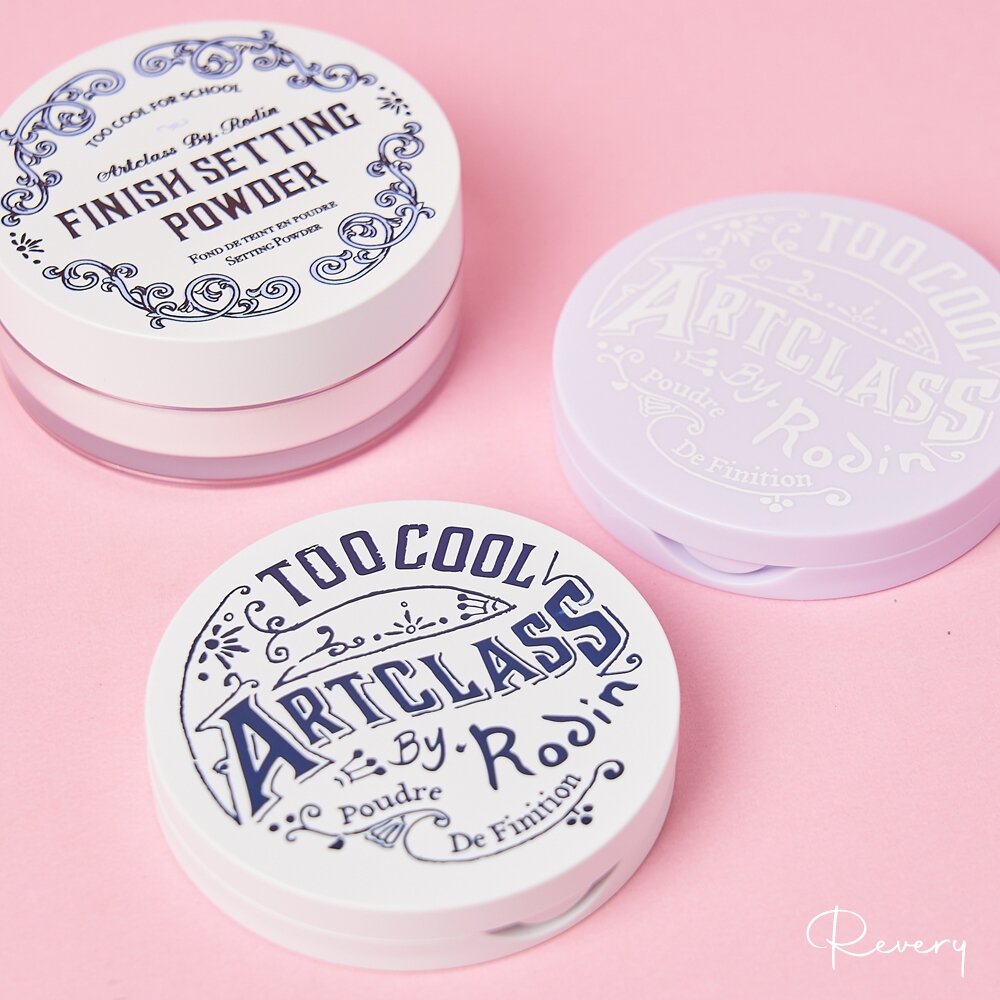 TOO COOL FOR SCHOOL
Artclass By. Rodin
FINISH SETTING
POWDER
FOND DE TEINT EN POUDRE
SETTING POWDER
TOO COOL
ARTCLASS
By. Rodin
Poudre
De Finition
TOO COOL
ARTCLASS
By. Rodin
Poudre
De Finition
Revery